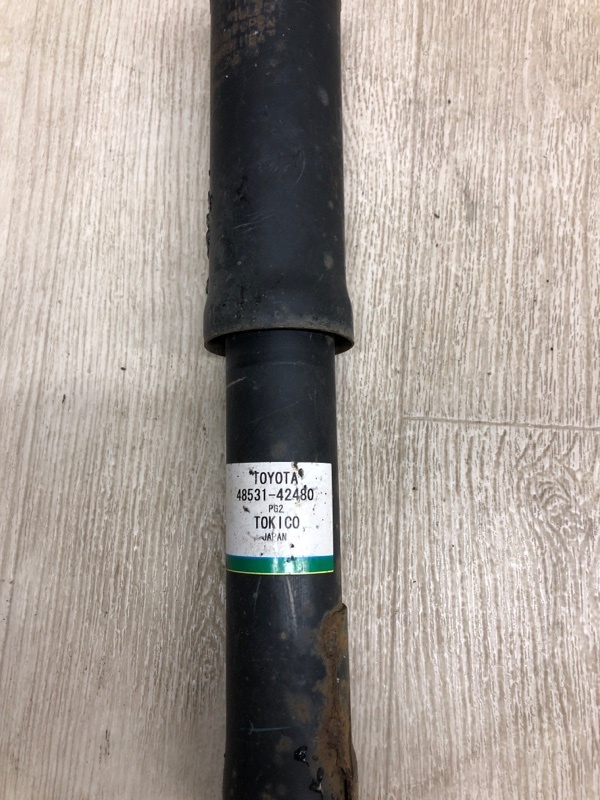 TOYOTA
48531-42480
PG2
TOKICO
JAPAN